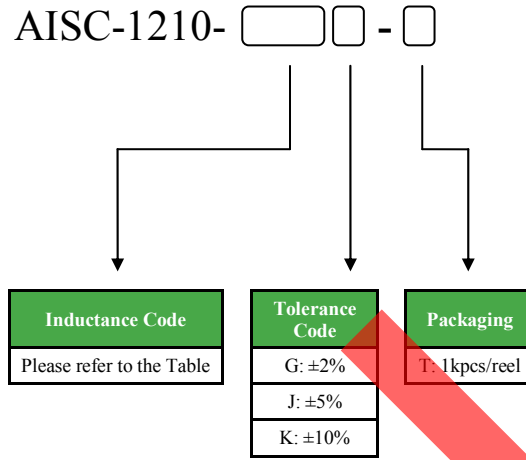 AISC-1210- -
Inductance Code
Please refer to the Table
Tolerance
Code
G: ±2%
J: ±5%
K: ±10%
Packaging
T: 1kpcs/reel